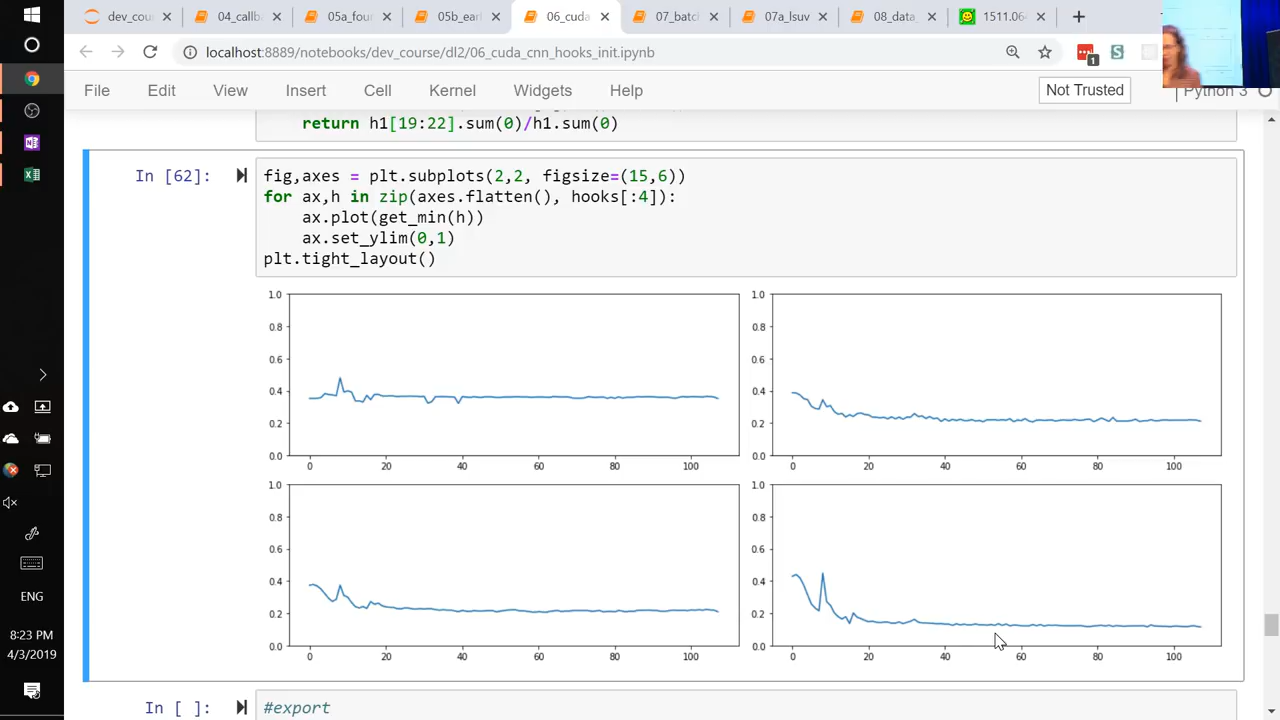 dev_cou
04_callb
05a_fou
05b_earl
06_cuda
07_batch
07a_lsuv
08_data_
1511.06
localhost:8889/notebooks/dev_course/dl2/06_cuda_cnn_hooks_init.ipynb
1
File Edit View Insert Cell Kernel Widgets Help
Not Trusted
Python 3
return h1[19:22].sum(0)/h1.sum(0)
In [62]:
fig,axes = plt.subplots(2,2, figsize=(15,6))
for ax,h in zip(axes.flatten(), hooks[:4]):
ax.plot(get_min(h))
ax.set_ylim(0,1)
plt.tight_layout()
1.0
0.8
0.6
0.4
0.2
0.0
0 20 40 60 80 100
1.0
0.8
0.6
0.4
0.2
0.0
0 20 40 60 80 100
1.0
0.8
0.6
0.4
0.2
0.0
0 20 40 60 80 100
1.0
0.8
0.6
0.4
0.2
0.0
0 20 40 60 80 100
In [ ]:
#export
ENG
8:23 PM
4/3/2019